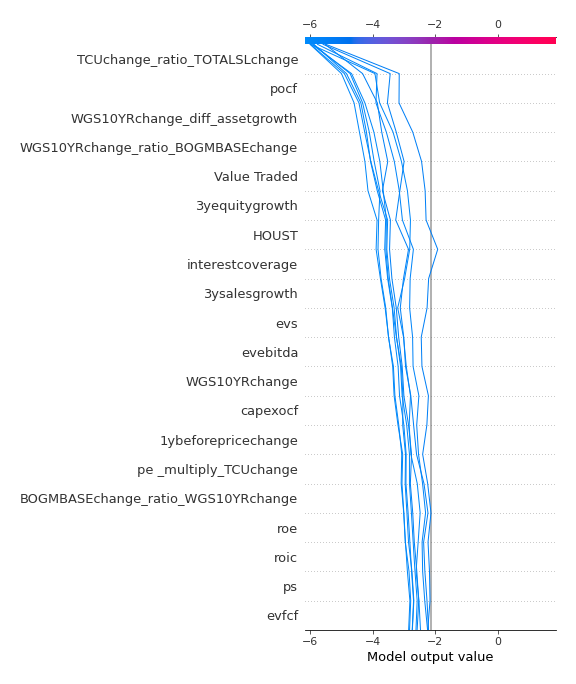 −6 −4 −2 0
TCUchange_ratio_TOTALSLchange
pocf
WGS10YRchange_diff_assetgrowth
WGS10YRchange_ratio_BOGMBASEchange
Value Traded
3yequitygrowth
HOUST
interestcoverage
3ysalesgrowth
evs
evebitda
WGS10YRchange
capexocf
1ybeforepricechange
pe _multiply_TCUchange
BOGMBASEchange_ratio_WGS10YRchange
roe
roic
ps
evfcf
−6 −4 −2 0
Model output value